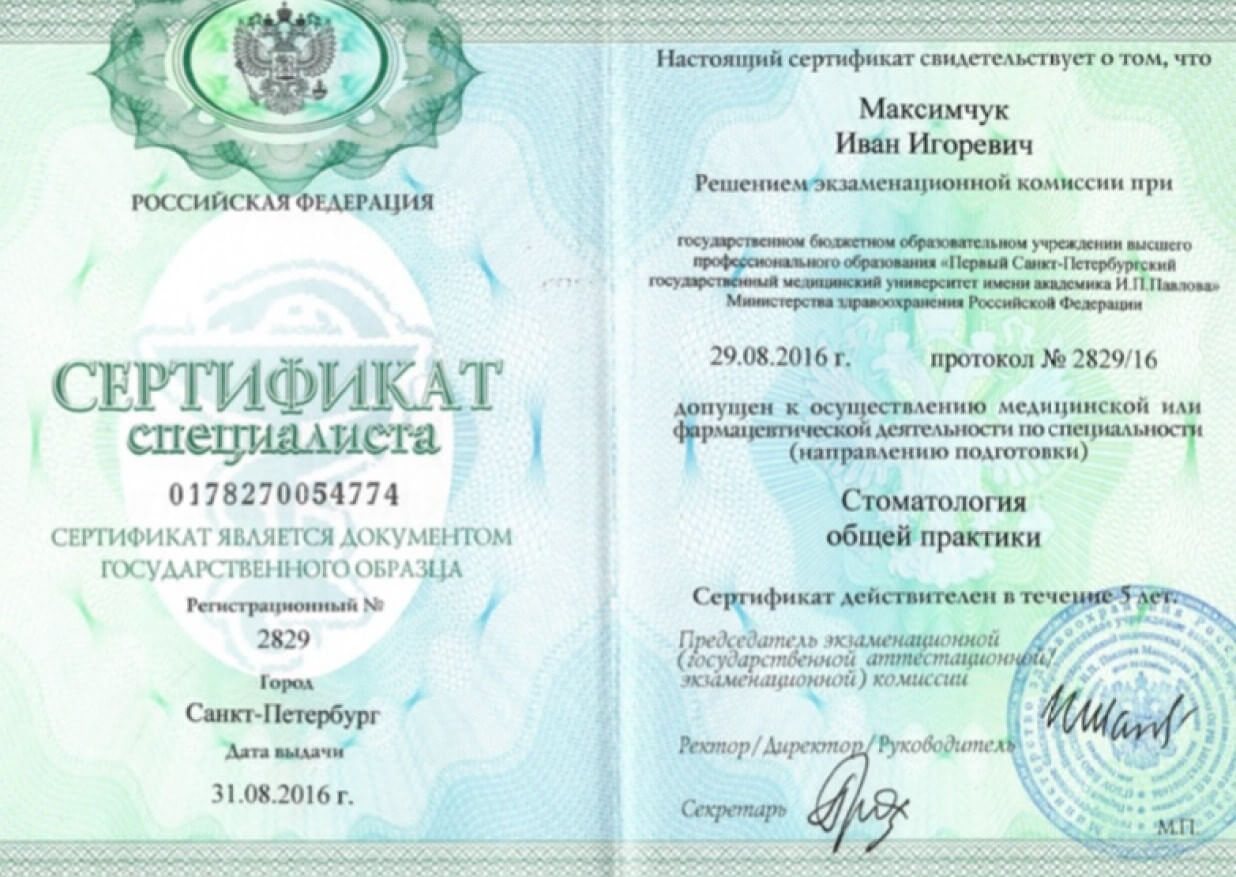 РОССИЙСКАЯ ФЕДЕРАЦИЯ
СЕРТИФИКАТ
специалиста
0178270054774
СЕРТИФИКАТ ЯВЛЯЕТСЯ ДОКУМЕНТОМ
ГОСУДАРСТВЕННОГО ОБРАЗЦА
Регистрационный №
2829
Город
Санкт-Петербург
Дата выдачи
31.08.2016 г.
Настоящий сертификат свидетельствует о том, что
Максимчук
Иван Игоревич
Решением экзаменационной комиссии при
государственном бюджетном образовательном учреждении высшего
профессионального образования «Первый Санкт-Петербургский
государственный медицинский университет имени академика И.П.Павлова»
Министерства здравоохранения Российской Федерации
29.08.2016 г. протокол № 2829/16
допущен к осуществлению медицинской или
фармацевтической деятельности по специальности
(направлению подготовки)
Стоматология
общей практики
Сертификат действителен в течение 5 лет.
Председатель экзаменационной
(государственной аттестационной/
экзаменационной) комиссии
Ректор/Директор/Руководитель
Секретарь
М.П.